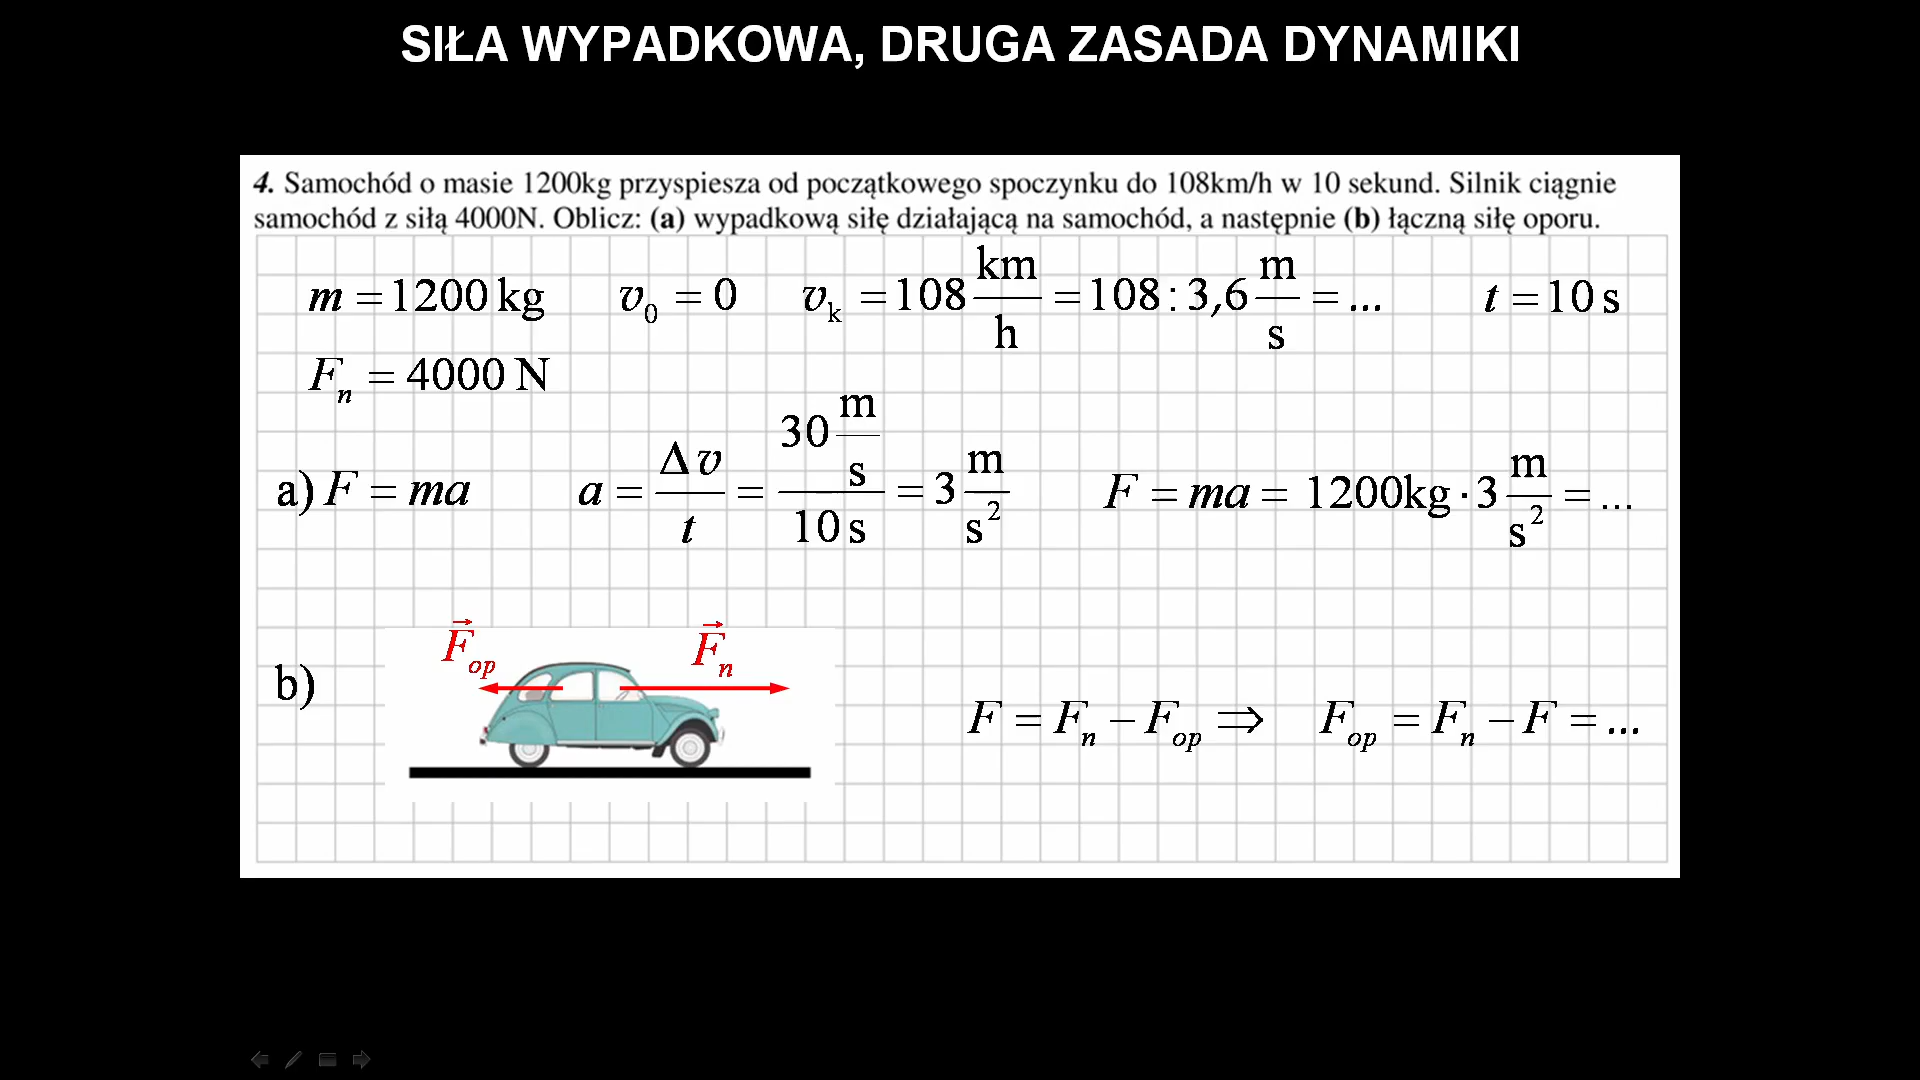 SIŁA WYPADKOWA, DRUGA ZASADA DYNAMIKI
4. Samochód o masie 1200kg przyspiesza od początkowego spoczynku do 108km/h w 10 sekund. Silnik ciągnie
samochód z siłą 4000N. Oblicz: (a) wypadkową siłę działającą na samochód, a następnie (b) łączną siłę oporu.
m = 1200 kg v₀ = 0 vₖ = 108 km/h = 108 : 3,6 m/s = ... t = 10 s
Fₙ = 4000 N
a) F = ma a = Δv/t = 30 m/s / 10 s = 3 m/s² F = ma = 1200kg · 3 m/s² = ...
b) F⃗op F⃗n
F = Fn − Fop ⇒ Fop = Fn − F = ...